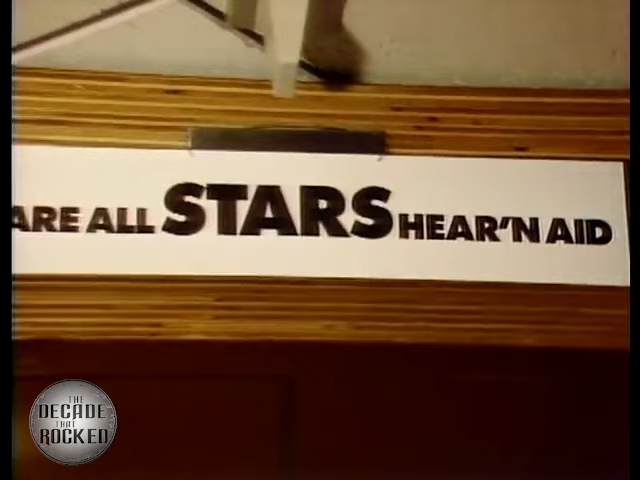 ARE ALL STARS HEAR'N AID
THE
DECADE
THAT
ROCKED